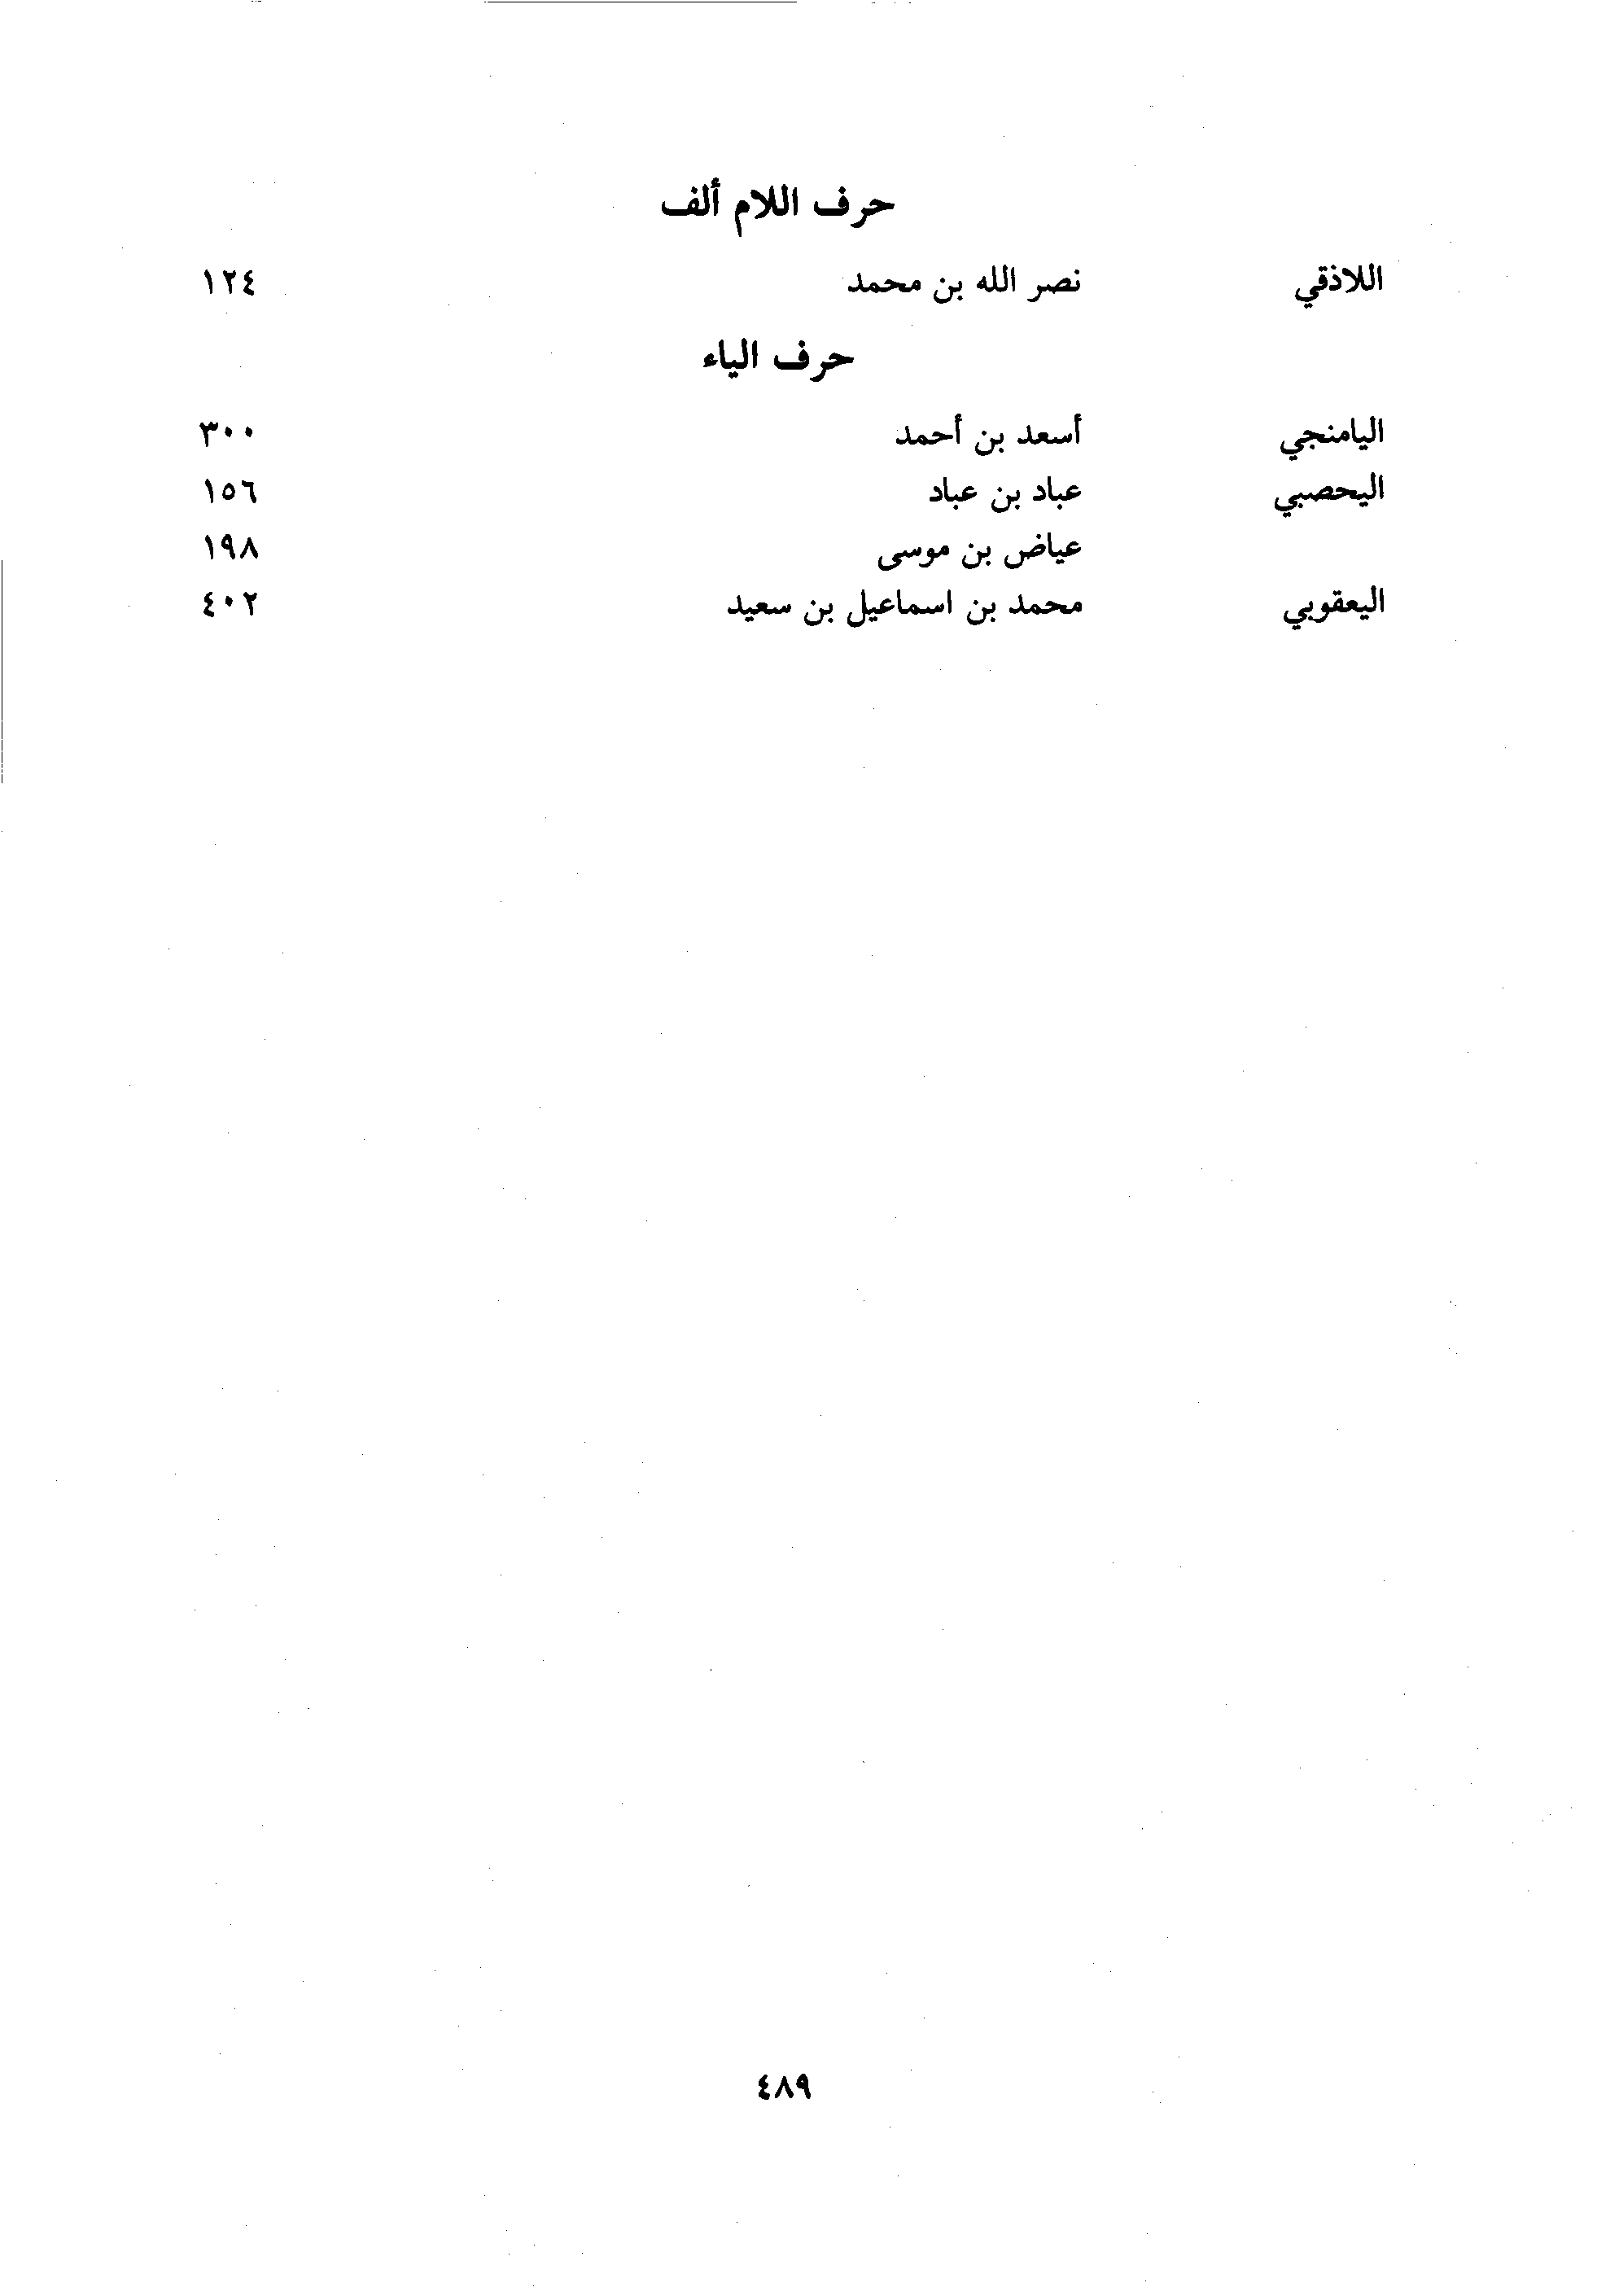 حرف اللام ألف
اللاذقي نصر الله بن محمد ١٢٤
حرف الياء
اليامنجي أسعد بن أحمد ٣٠٠
اليحصبي عباد بن عباد ١٥٦
عياض بن موسى ١٩٨
اليعقوبي محمد بن اسماعيل بن سعيد ٤٠٢
٤٨٩